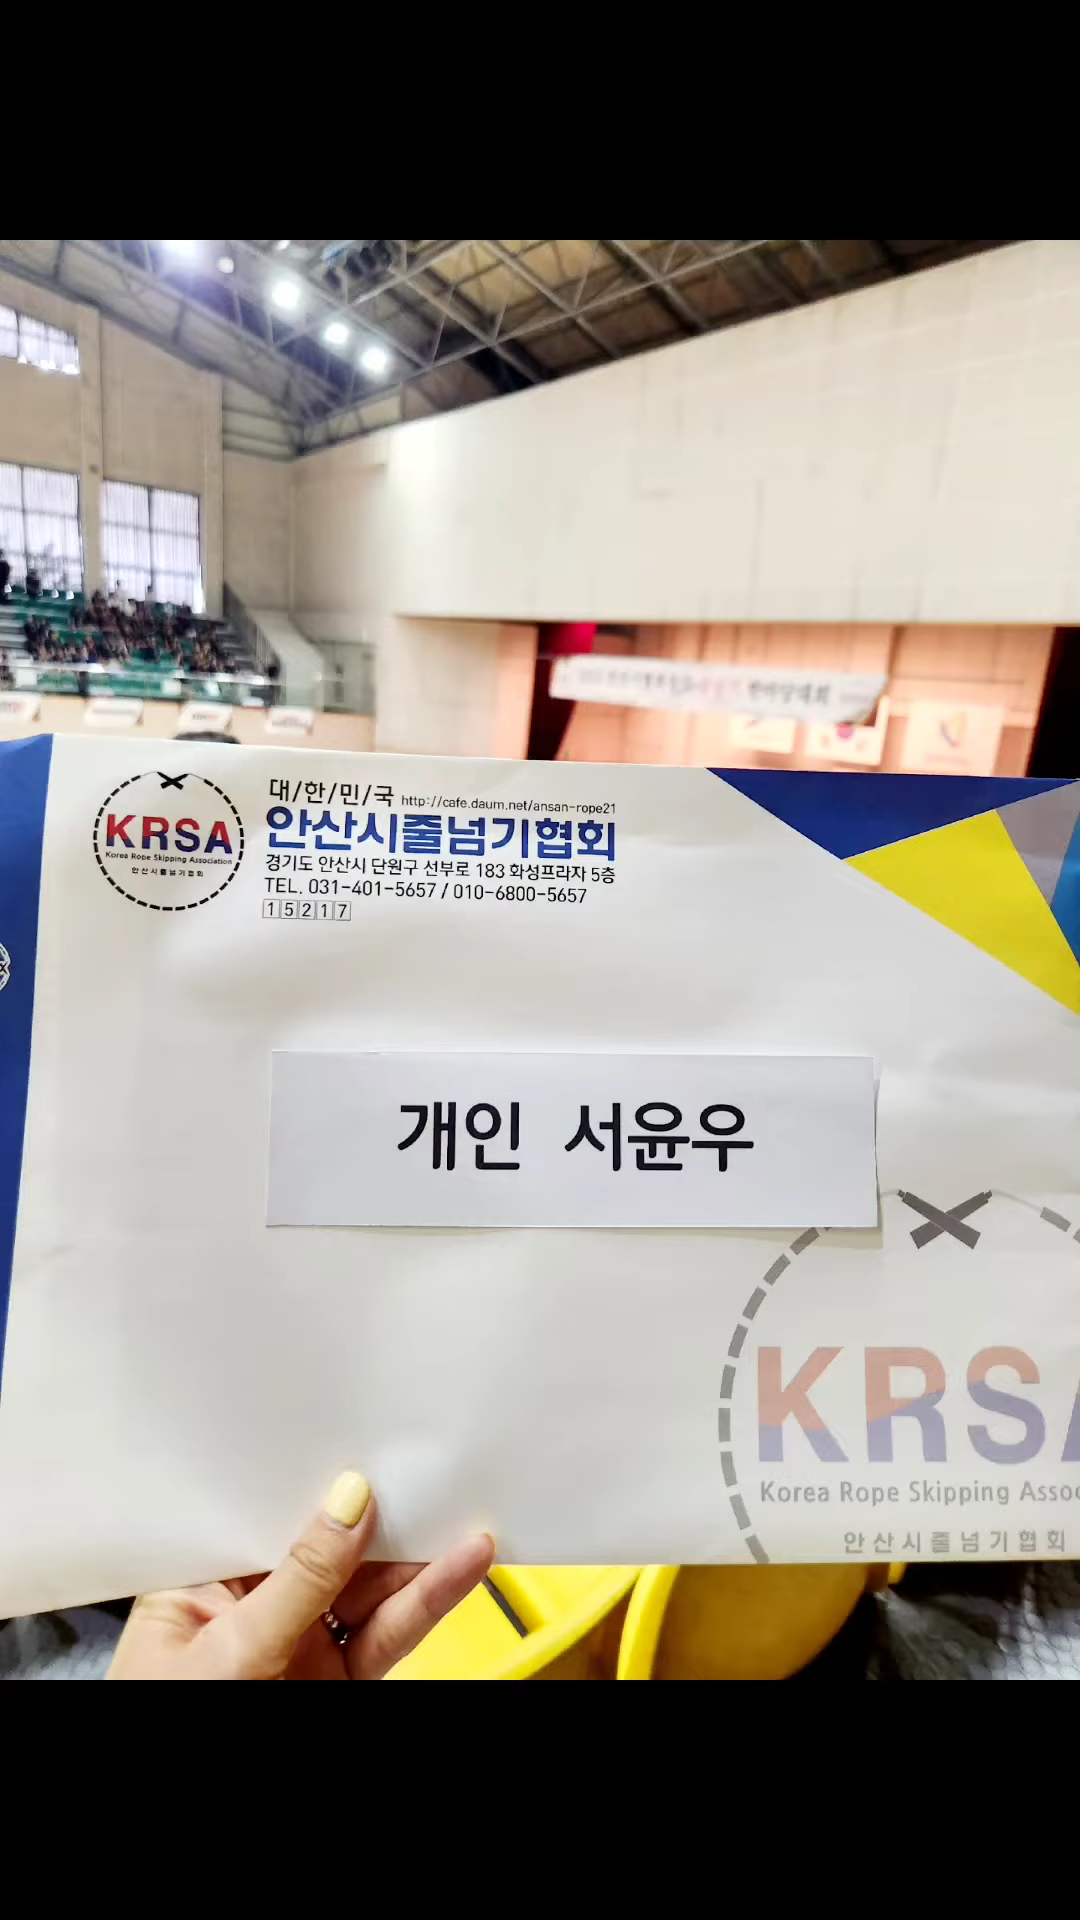 KRSA
Korea Rope Skipping Association
안산시줄넘기협회
대/한/민/국 http://cafe.daum.net/ansan-rope21
안산시줄넘기협회
경기도 안산시 단원구 선부로 183 화성프라자 5층
TEL. 031-401-5657 / 010-6800-5657
15217
개인 서윤우
KRSA
Korea Rope Skipping Assoc
안산시줄넘기협회